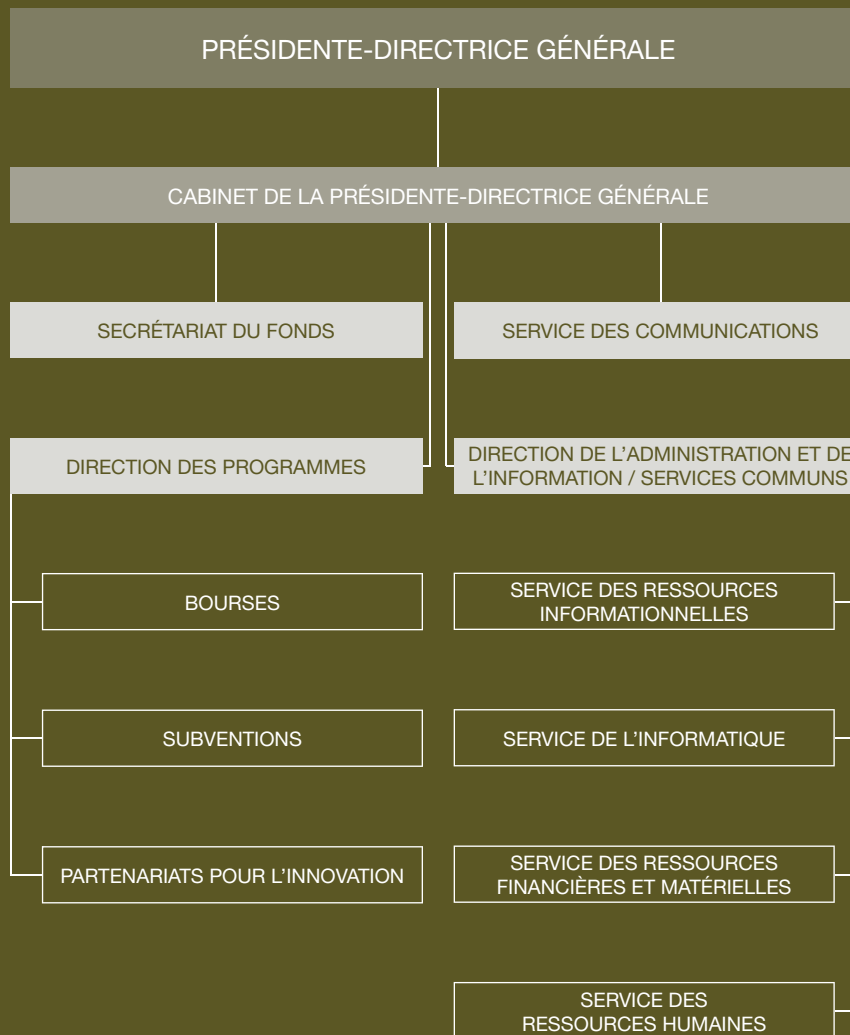 PRÉSIDENTE-DIRECTRICE GÉNÉRALE
CABINET DE LA PRÉSIDENTE-DIRECTRICE GÉNÉRALE
SECRÉTARIAT DU FONDS
SERVICE DES COMMUNICATIONS
DIRECTION DES PROGRAMMES
DIRECTION DE L’ADMINISTRATION ET DE
L’INFORMATION / SERVICES COMMUNS
BOURSES
SERVICE DES RESSOURCES
INFORMATIONNELLES
SUBVENTIONS
SERVICE DE L’INFORMATIQUE
PARTENARIATS POUR L’INNOVATION
SERVICE DES RESSOURCES
FINANCIÈRES ET MATÉRIELLES
SERVICE DES
RESSOURCES HUMAINES